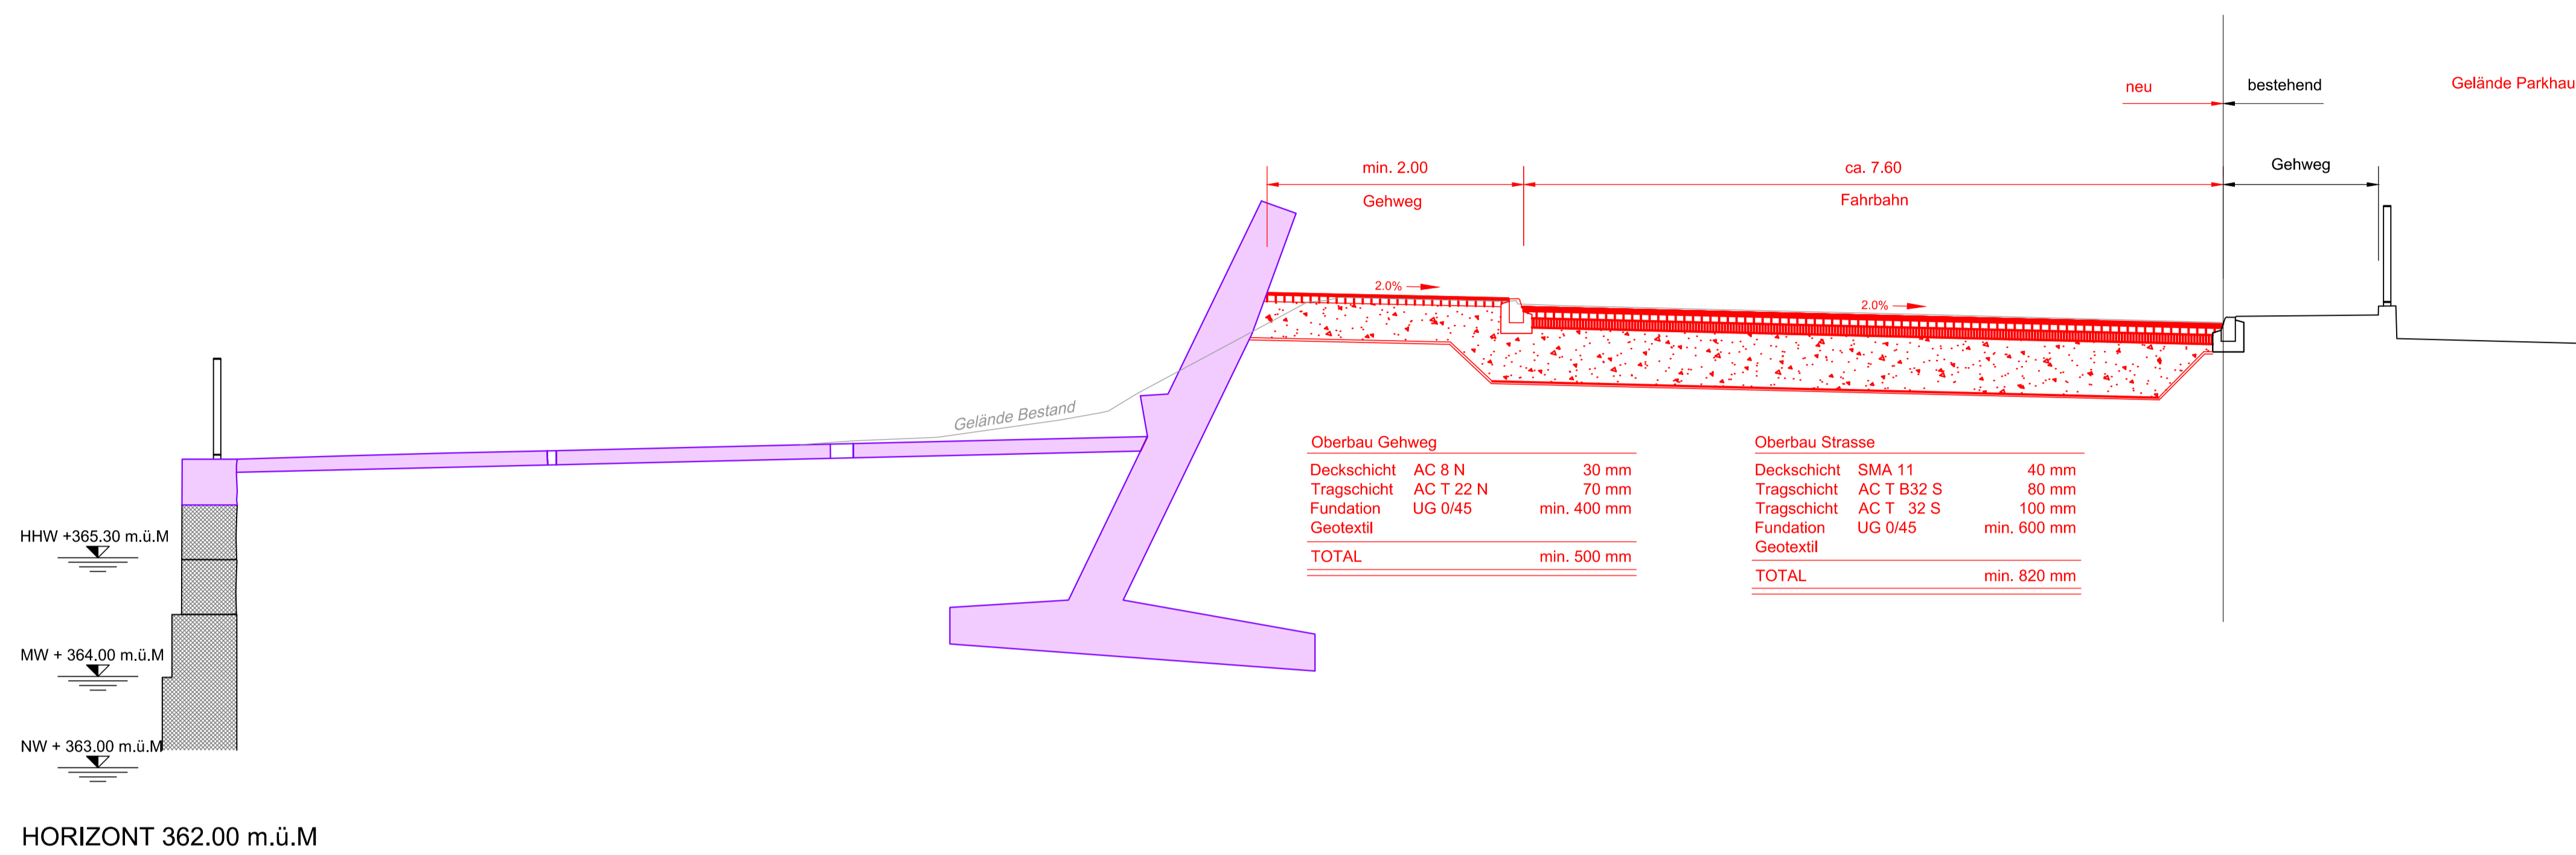 neu
bestehend
Gelände Parkhau
min. 2.00
ca. 7.60
Gehweg
Gehweg
Fahrbahn
2.0%
2.0%
Gelände Bestand
Oberbau Gehweg
Deckschicht AC 8 N 30 mm
Tragschicht AC T 22 N 70 mm
Fundation UG 0/45 min. 400 mm
Geotextil
TOTAL min. 500 mm
Oberbau Strasse
Deckschicht SMA 11 40 mm
Tragschicht AC T B32 S 80 mm
Tragschicht AC T 32 S 100 mm
Fundation UG 0/45 min. 600 mm
Geotextil
TOTAL min. 820 mm
HHW +365.30 m.ü.M
MW + 364.00 m.ü.M
NW + 363.00 m.ü.M
HORIZONT 362.00 m.ü.M